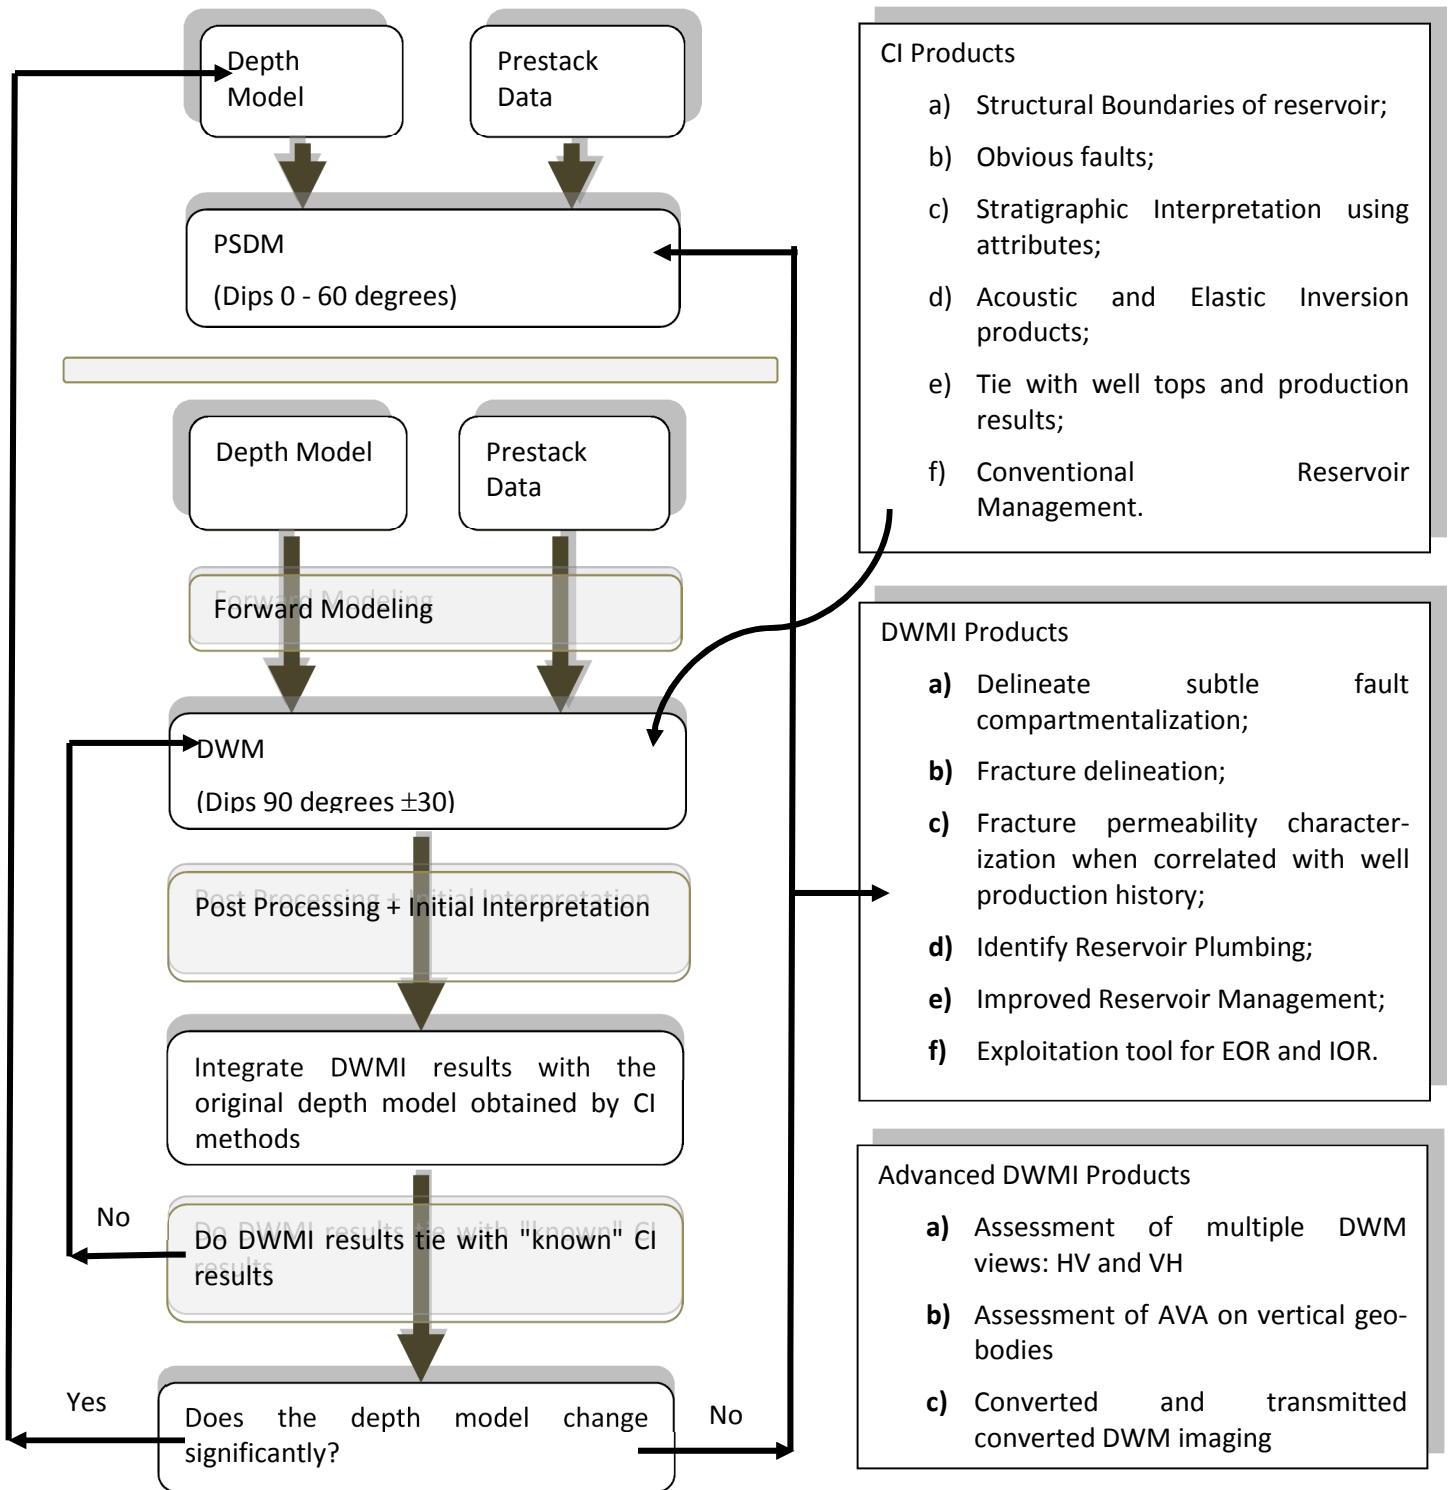 Depth
Model
Prestack
Data
PSDM
(Dips 0 - 60 degrees)
Depth Model
Prestack
Data
Forward Modeling
DWM
(Dips 90 degrees ±30)
Post Processing + Initial Interpretation
Integrate DWMI results with the
original depth model obtained by CI
methods
No
Do DWMI results tie with "known" CI
results
Yes
Does the depth model change
significantly?
No
CI Products
a) Structural Boundaries of reservoir;
b) Obvious faults;
c) Stratigraphic Interpretation using
attributes;
d) Acoustic and Elastic Inversion
products;
e) Tie with well tops and production
results;
f) Conventional Reservoir
Management.
DWMI Products
a) Delineate subtle fault
compartmentalization;
b) Fracture delineation;
c) Fracture permeability character-
ization when correlated with well
production history;
d) Identify Reservoir Plumbing;
e) Improved Reservoir Management;
f) Exploitation tool for EOR and IOR.
Advanced DWMI Products
a) Assessment of multiple DWM
views: HV and VH
b) Assessment of AVA on vertical geo-
bodies
c) Converted and transmitted
converted DWM imaging